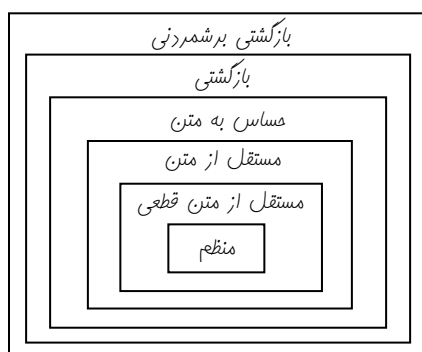 بازگشتی برشمردنی
بازگشتی
حساس به متن
مستقل از متن
مستقل از متن قطعی
منظم